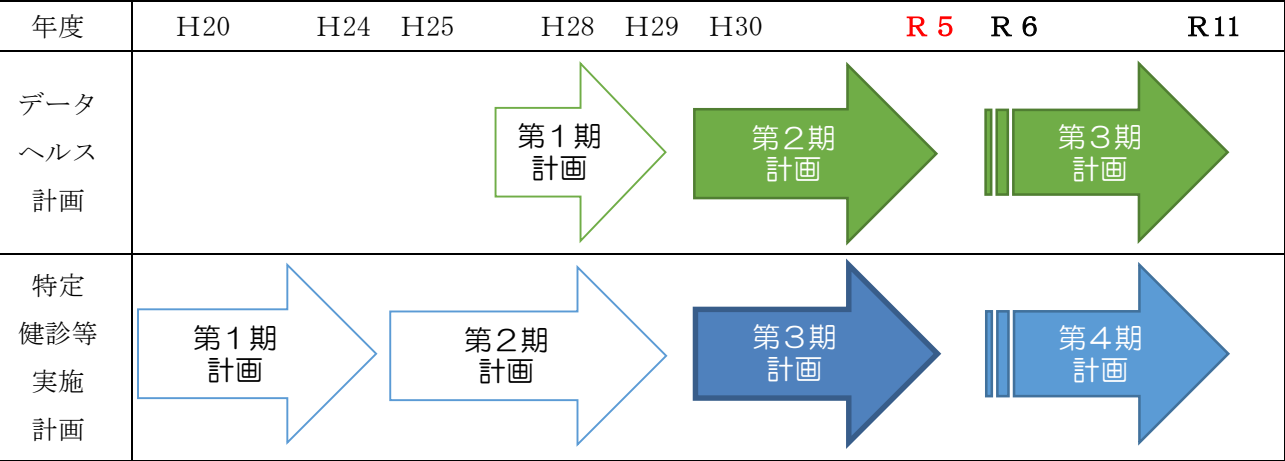 年度 H20 H24 H25 H28 H29 H30 R５ R６ R11
データ
ヘルス
計画
第１期
計画
第２期
計画
第３期
計画
特定
健診等
実施
計画
第１期
計画
第２期
計画
第３期
計画
第４期
計画